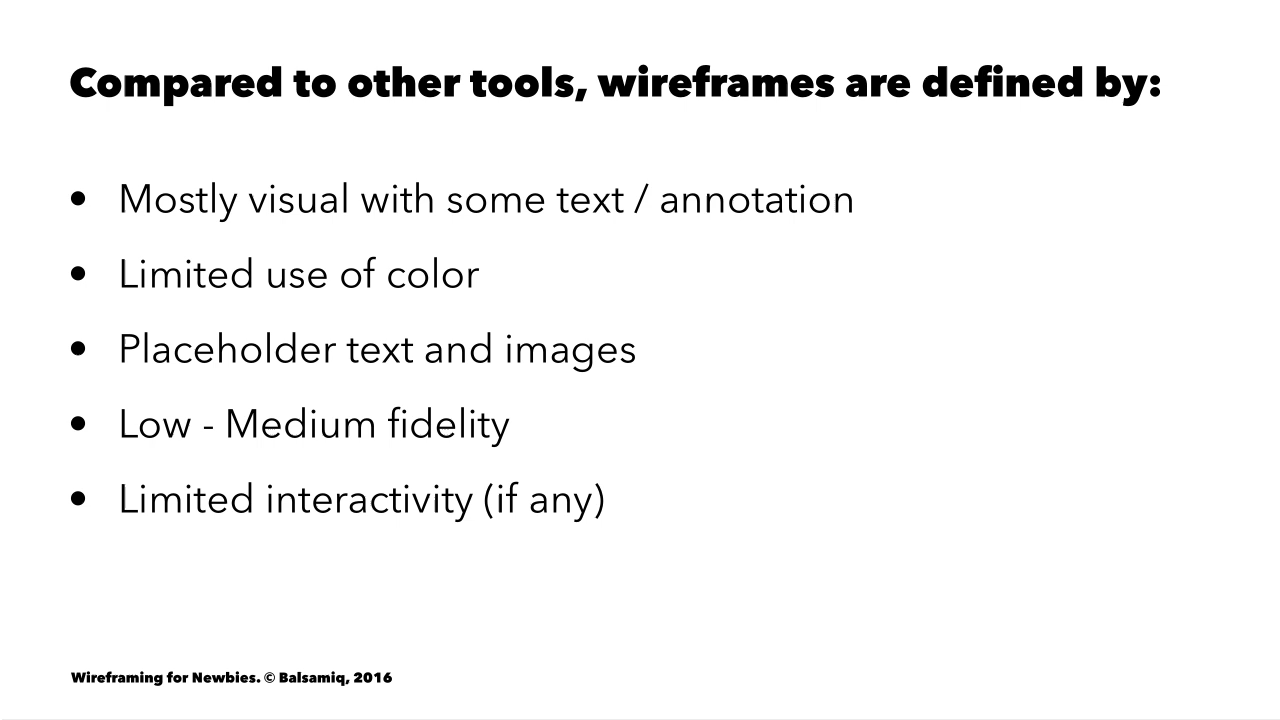 Compared to other tools, wireframes are defined by:
• Mostly visual with some text / annotation
• Limited use of color
• Placeholder text and images
• Low - Medium fidelity
• Limited interactivity (if any)
Wireframing for Newbies. © Balsamiq, 2016